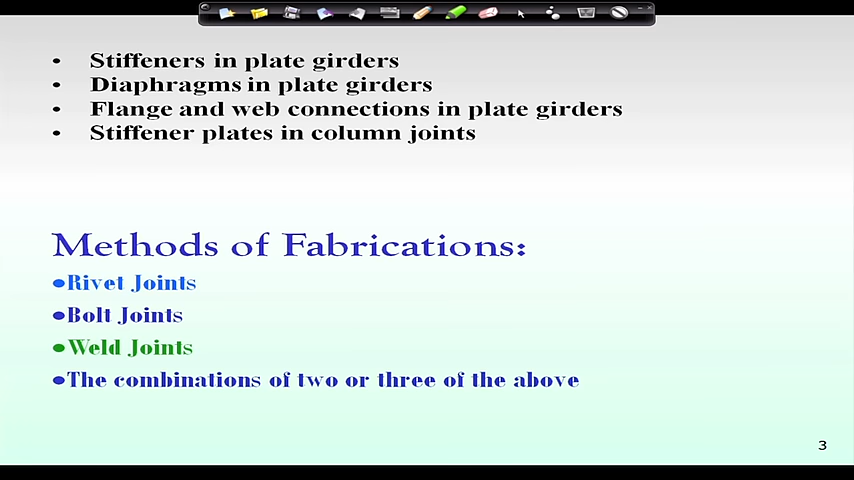 • Stiffeners in plate girders
• Diaphragms in plate girders
• Flange and web connections in plate girders
• Stiffener plates in column joints
Methods of Fabrications:
•Rivet Joints
•Bolt Joints
•Weld Joints
•The combinations of two or three of the above
3